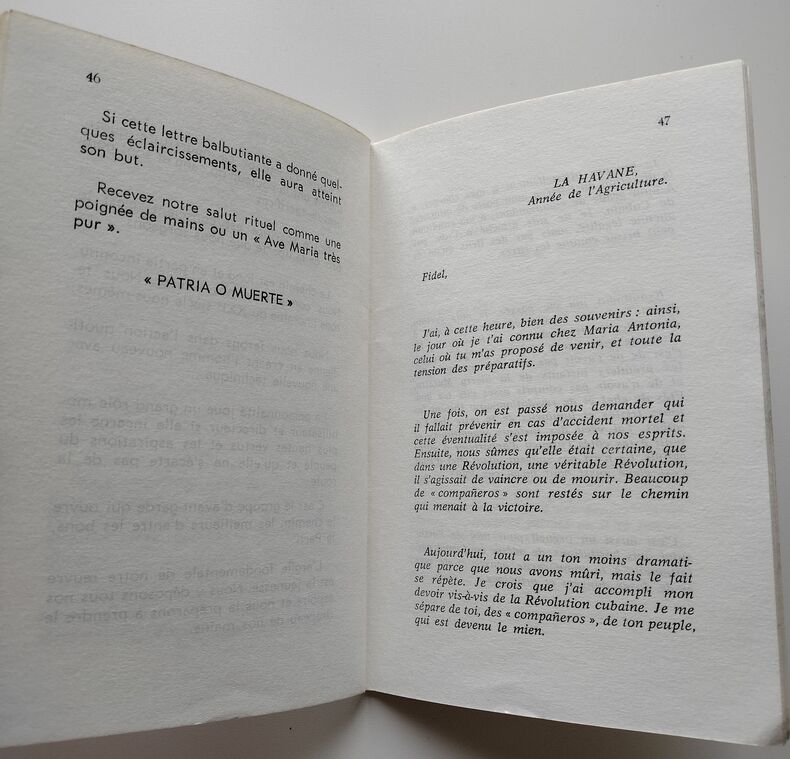 46
Si cette lettre balbutiante a donné quel-
ques éclaircissements, elle aura atteint
son but.
Recevez notre salut rituel comme une
poignée de mains ou un « Ave Maria très
pur ».
« PATRIA O MUERTE »
47
LA HAVANE,
Année de l'Agriculture.
Fidel,
J'ai, à cette heure, bien des souvenirs : ainsi,
le jour où je t'ai connu chez Maria Antonia,
celui où tu m'as proposé de venir, et toute la
tension des préparatifs.
Une fois, on est passé nous demander qui
il fallait prévenir en cas d'accident mortel et
cette éventualité s'est imposée à nos esprits.
Ensuite, nous sûmes qu'elle était certaine, que
dans une Révolution, une véritable Révolution,
il s'agissait de vaincre ou de mourir. Beaucoup
de « compañeros » sont restés sur le chemin
qui menait à la victoire.
Aujourd'hui, tout a un ton moins dramati-
que parce que nous avons mûri, mais le fait
se répète. Je crois que j'ai accompli mon
devoir vis-à-vis de la Révolution cubaine. Je me
sépare de toi, des « compañeros », de ton peuple,
qui est devenu le mien.